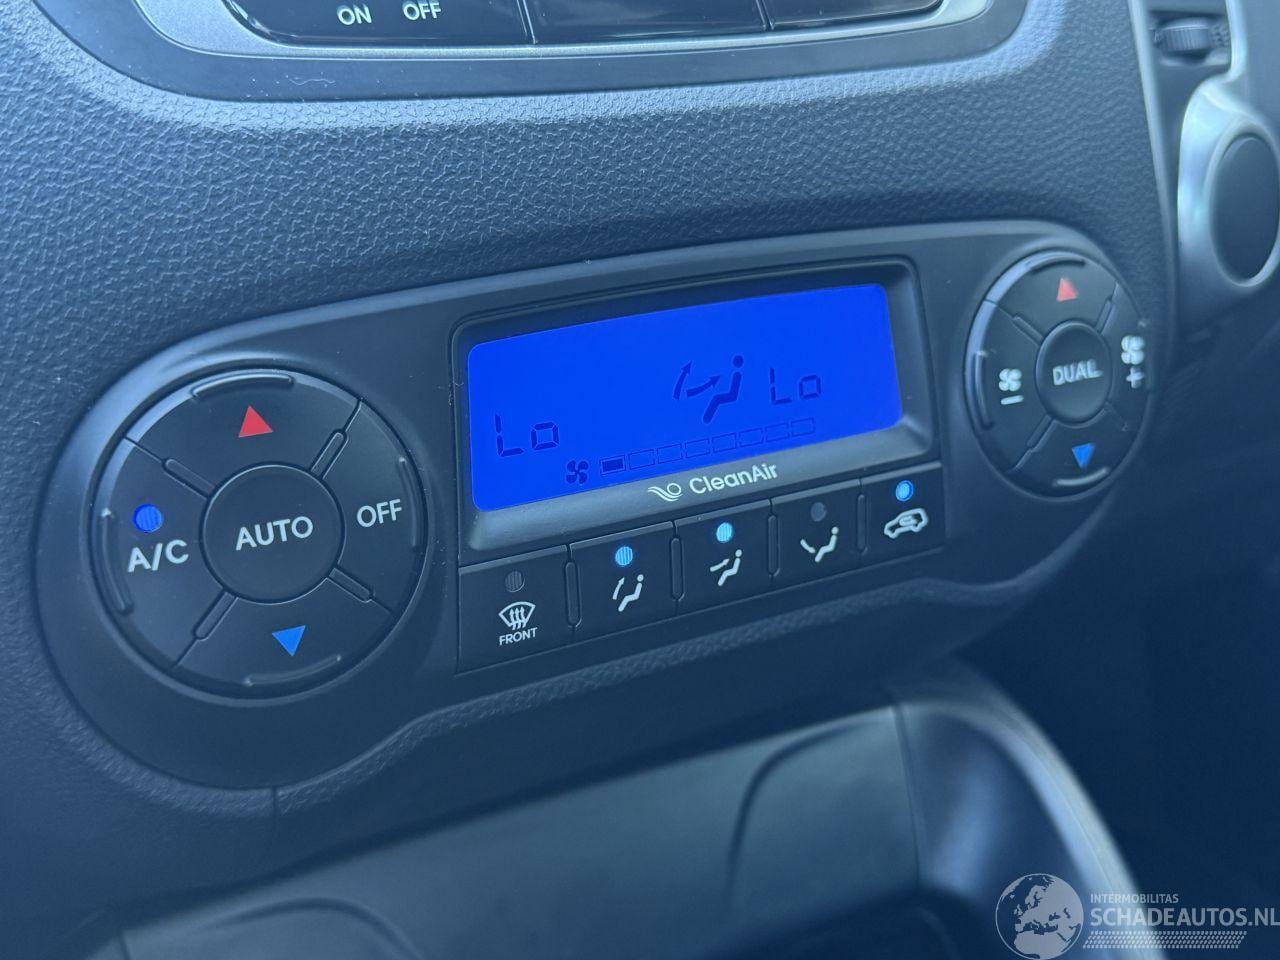 ON OFF
Lo
Lo
CleanAir
A/C
AUTO
OFF
FRONT
DUAL
INTERMOBILITAS
SCHADEAUTOS.NL